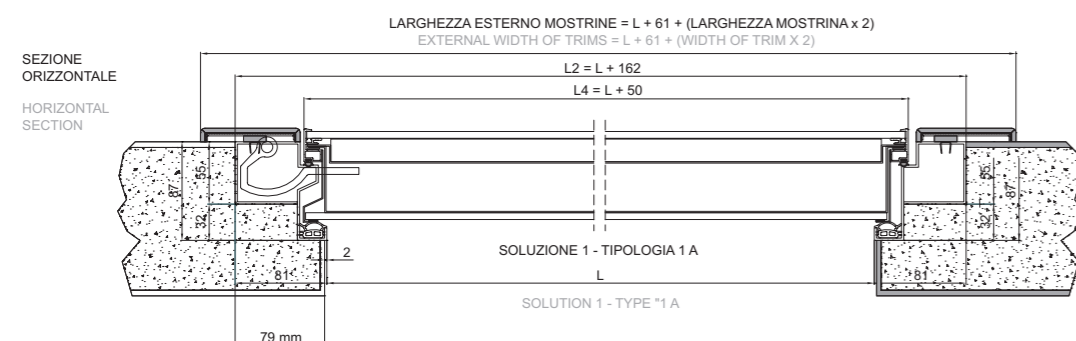 LARGHEZZA ESTERNO MOSTRINE = L + 61 + (LARGHEZZA MOSTRINA x 2)
EXTERNAL WIDTH OF TRIMS = L + 61 + (WIDTH OF TRIM X 2)
SEZIONE
ORIZZONTALE
HORIZONTAL
SECTION
L2 = L + 162
L4 = L + 50
87
55
32
55
87
32
2
SOLUZIONE 1 - TIPOLOGIA 1 A
81
L
81
SOLUTION 1 - TYPE "1 A
79 mm